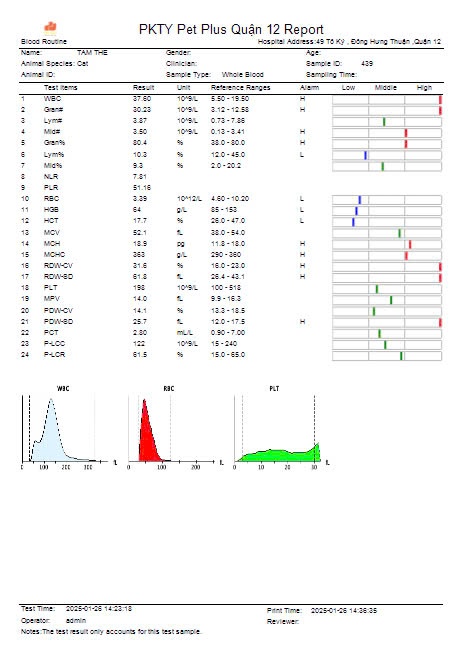 PKTY Pet Plus Quận 12 Report
Blood Routine Hospital Address:49 Tô Ký , Đông Hưng Thuận ,Quận 12
Name: TAM THE Gender: Age:
Animal Species: Cat Clinician: Sample ID: 439
Animal ID: Sample Type: Whole Blood Sampling Time:
Test Items Result Unit Reference Ranges Alarm Low Middle High
1 WBC 37.60 10^9/L 5.50 - 19.50 H
2 Gran# 30.23 10^9/L 3.12 - 12.58 H
3 Lym# 3.87 10^9/L 0.73 - 7.86
4 Mid# 3.50 10^9/L 0.13 - 3.41 H
5 Gran% 80.4 % 38.0 - 80.0 H
6 Lym% 10.3 % 12.0 - 45.0 L
7 Mid% 9.3 % 2.0 - 20.2
8 NLR 7.81
9 PLR 51.16
10 RBC 3.39 10^12/L 4.60 - 10.20 L
11 HGB 64 g/L 85 - 153 L
12 HCT 17.7 % 26.0 - 47.0 L
13 MCV 52.1 fL 38.0 - 54.0
14 MCH 18.9 pg 11.8 - 18.0 H
15 MCHC 363 g/L 290 - 360 H
16 RDW-CV 31.6 % 16.0 - 23.0 H
17 RDW-SD 61.8 fL 26.4 - 43.1 H
18 PLT 198 10^9/L 100 - 518
19 MPV 14.0 fL 9.9 - 16.3
20 PDW-CV 14.1 % 13.3 - 18.5
21 PDW-SD 25.7 fL 12.0 - 17.5 H
22 PCT 2.80 mL/L 0.90 - 7.00
23 P-LCC 122 10^9/L 15 - 240
24 P-LCR 61.5 % 15.0 - 65.0
WBC RBC PLT
0 100 200 300 fL 0 100 200 fL 0 10 20 30 fL
Test Time: 2025-01-26 14:23:18 Print Time: 2025-01-26 14:36:35
Operator: admin Reviewer:
Notes:The test result only accounts for this test sample.